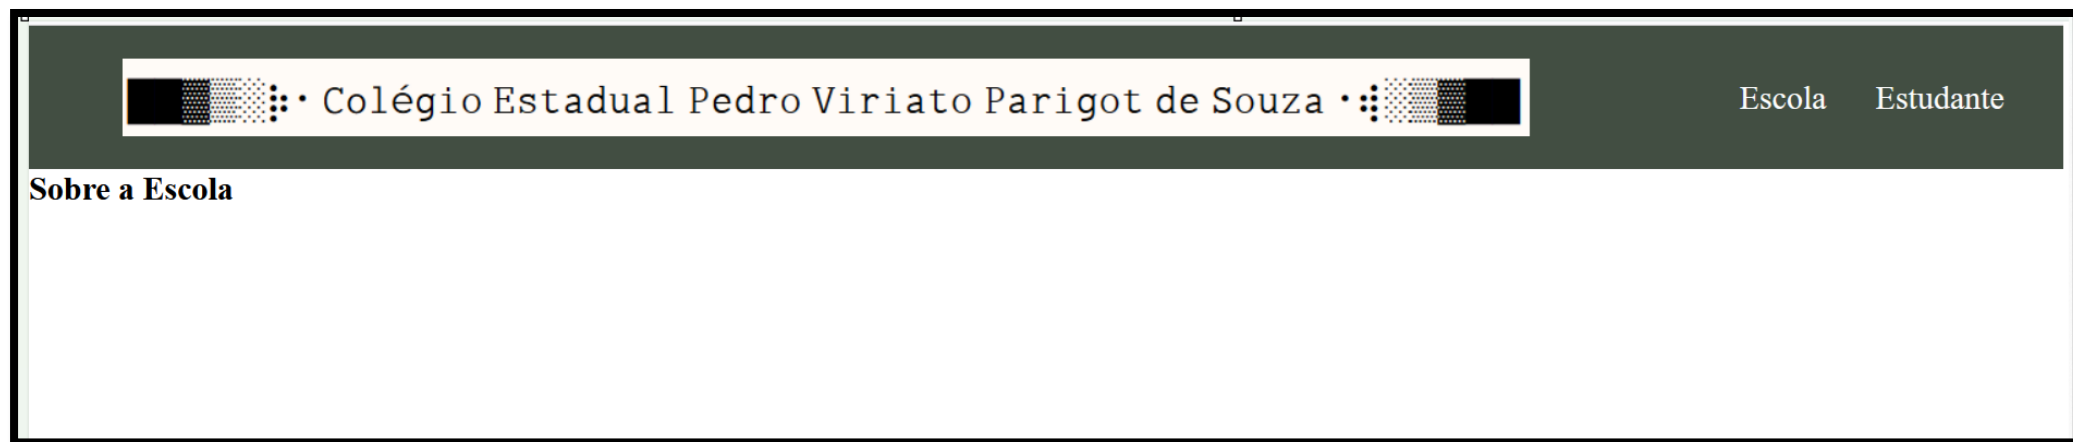 ██▓▒░⡷⠂Colégio Estadual Pedro Viriato Parigot de Souza⠐⢾░▒▓██
Escola Estudante
Sobre a Escola